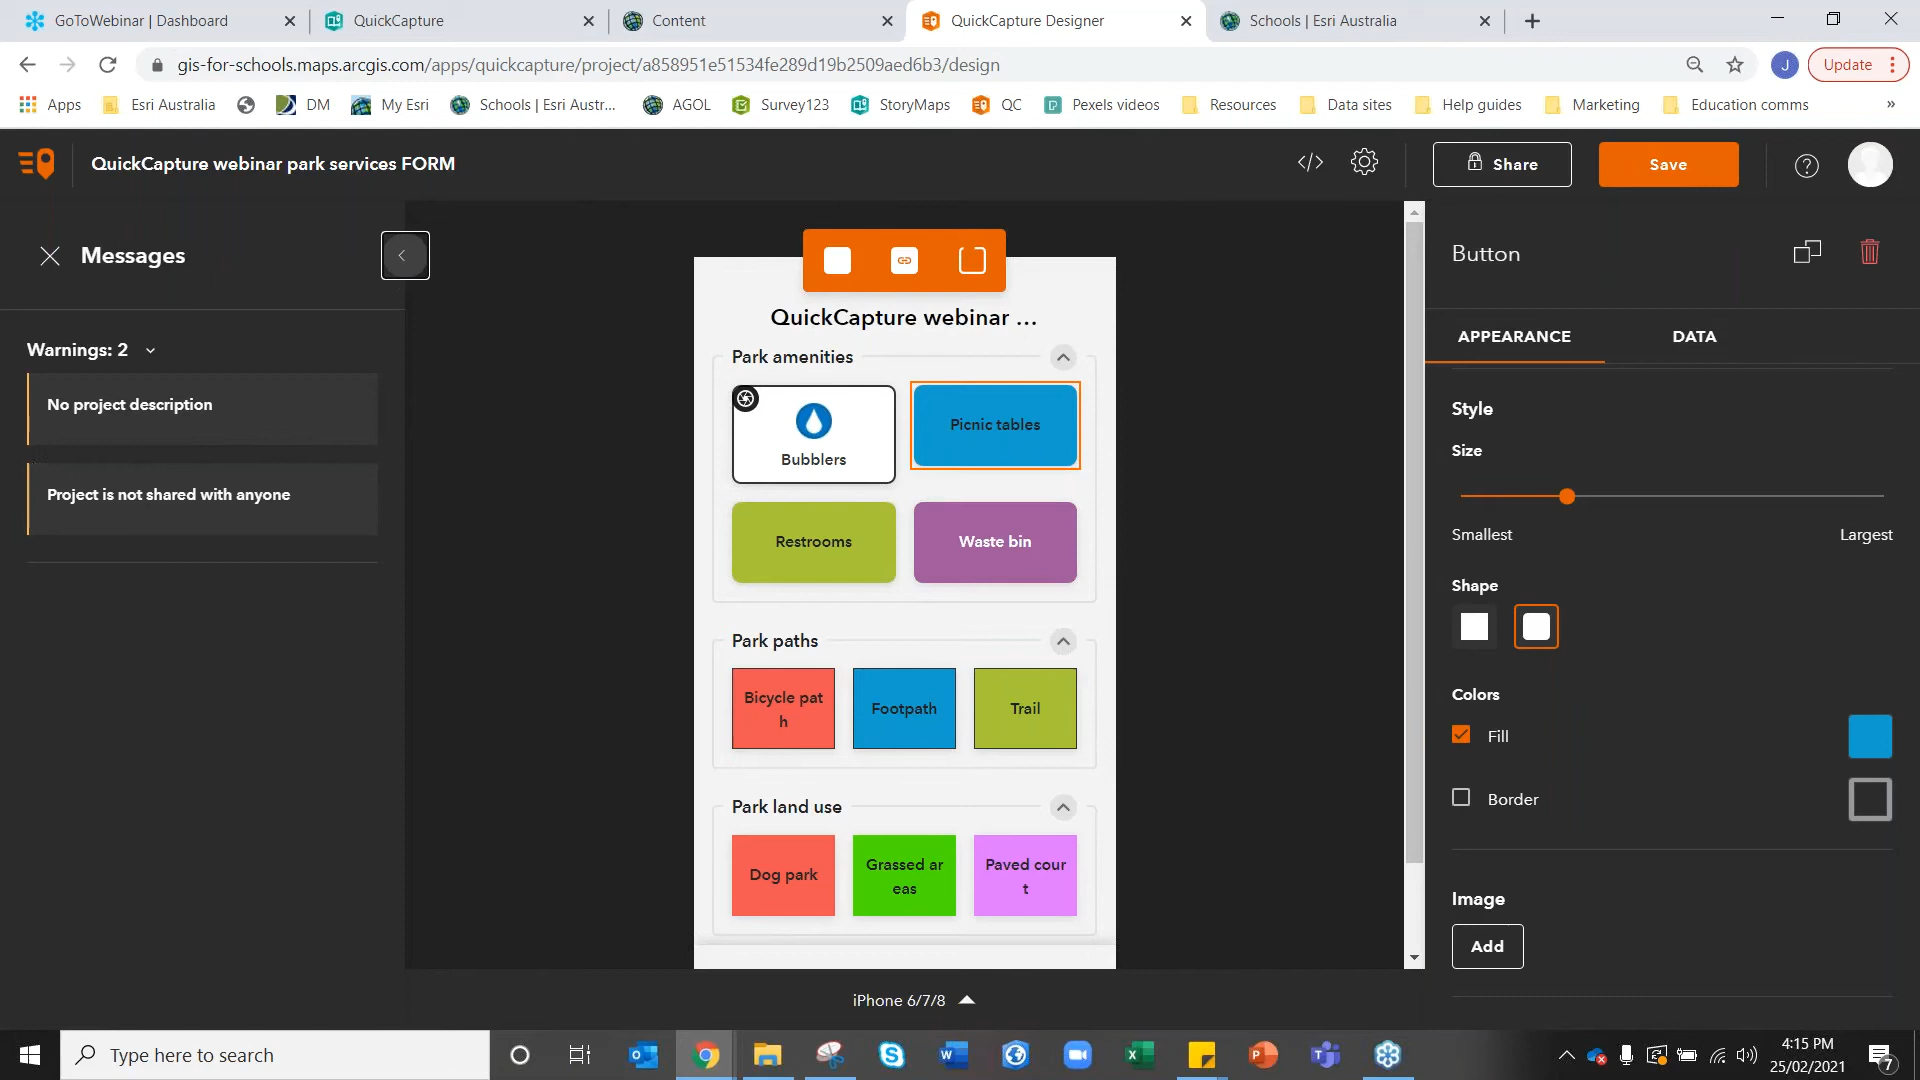 GoToWebinar | Dashboard
QuickCapture
Content
QuickCapture Designer
Schools | Esri Australia
gis-for-schools.maps.arcgis.com/apps/quickcapture/project/a858951e51534fe289d19b2509aed6b3/design
J
Update
Apps
Esri Australia
DM
My Esri
Schools | Esri Austr...
AGOL
Survey123
StoryMaps
QC
Pexels videos
Resources
Data sites
Help guides
Marketing
Education comms
»
QuickCapture webinar park services FORM
</>
Share
Save
Messages
Warnings: 2
No project description
Project is not shared with anyone
QuickCapture webinar ...
Park amenities
Bubblers
Picnic tables
Restrooms
Waste bin
Park paths
Bicycle pat
h
Footpath
Trail
Park land use
Dog park
Grassed ar
eas
Paved cour
t
iPhone 6/7/8
Button
APPEARANCE
DATA
Style
Size
Smallest
Largest
Shape
Colors
Fill
Border
Image
Add
Type here to search
4:15 PM
25/02/2021
7